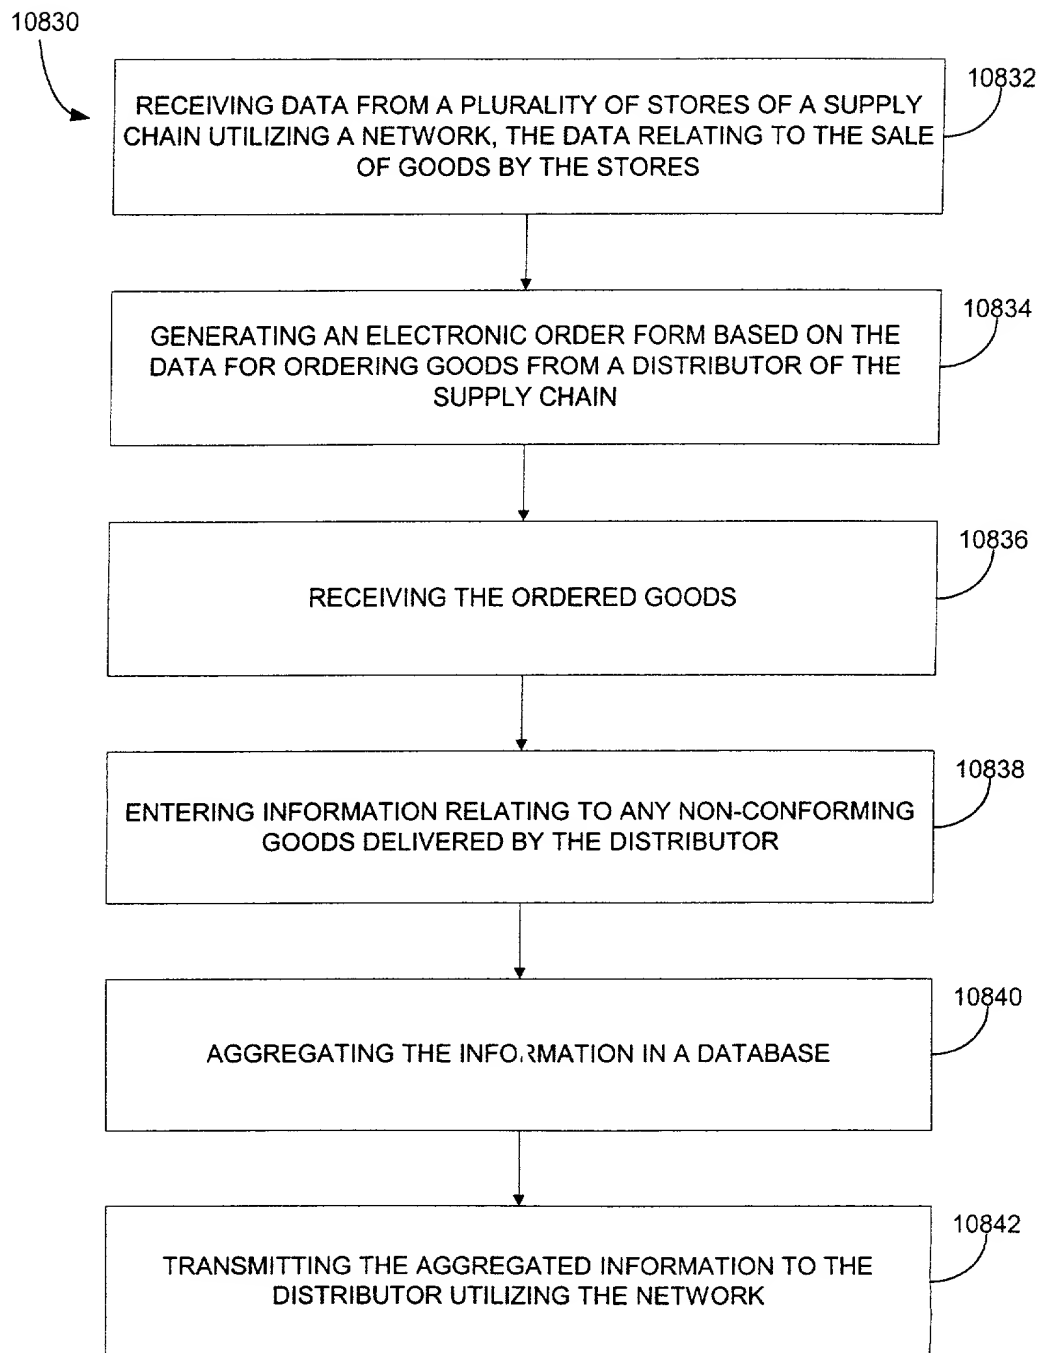 10830
10832
RECEIVING DATA FROM A PLURALITY OF STORES OF A SUPPLY
CHAIN UTILIZING A NETWORK, THE DATA RELATING TO THE SALE
OF GOODS BY THE STORES
10834
GENERATING AN ELECTRONIC ORDER FORM BASED ON THE
DATA FOR ORDERING GOODS FROM A DISTRIBUTOR OF THE
SUPPLY CHAIN
10836
RECEIVING THE ORDERED GOODS
10838
ENTERING INFORMATION RELATING TO ANY NON-CONFORMING
GOODS DELIVERED BY THE DISTRIBUTOR
10840
AGGREGATING THE INFORMATION IN A DATABASE
10842
TRANSMITTING THE AGGREGATED INFORMATION TO THE
DISTRIBUTOR UTILIZING THE NETWORK